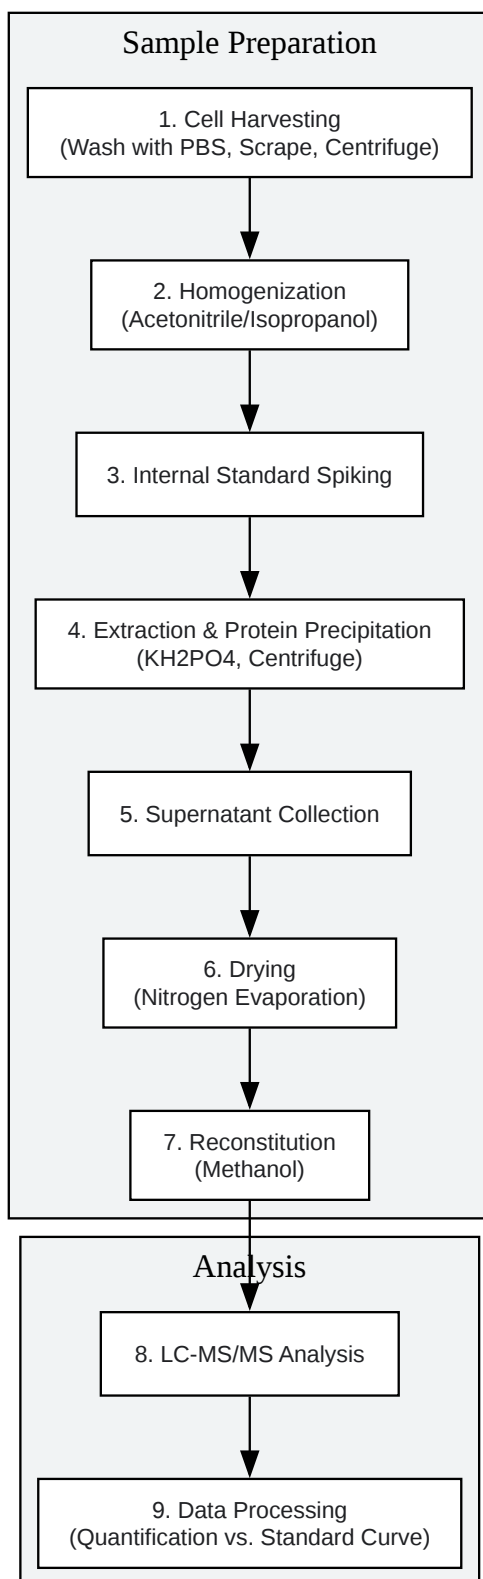 Sample Preparation
1. Cell Harvesting
(Wash with PBS, Scrape, Centrifuge)
2. Homogenization
(Acetonitrile/Isopropanol)
3. Internal Standard Spiking
4. Extraction & Protein Precipitation
(KH2PO4, Centrifuge)
5. Supernatant Collection
6. Drying
(Nitrogen Evaporation)
7. Reconstitution
(Methanol)
Analysis
8. LC-MS/MS Analysis
9. Data Processing
(Quantification vs. Standard Curve)